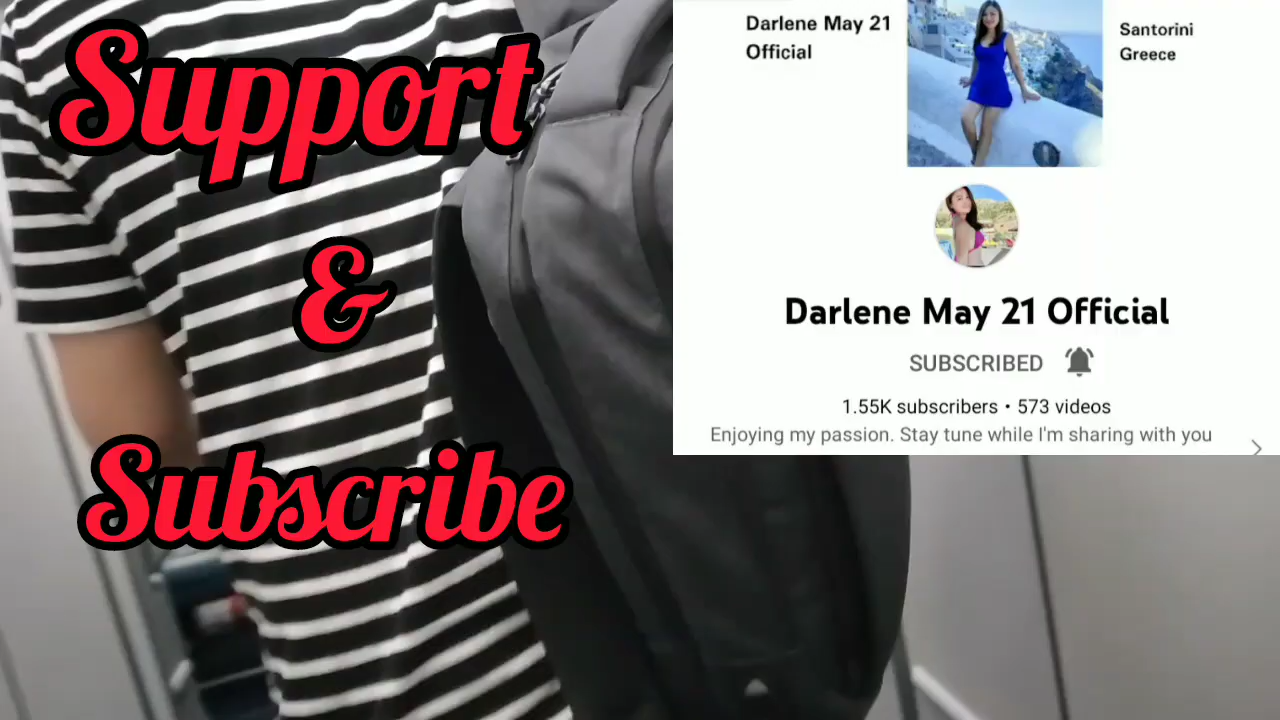 Support
&
Subscribe
Darlene May 21
Official
Santorini
Greece
Darlene May 21 Official
SUBSCRIBED
1.55K subscribers • 573 videos
Enjoying my passion. Stay tune while I'm sharing with you